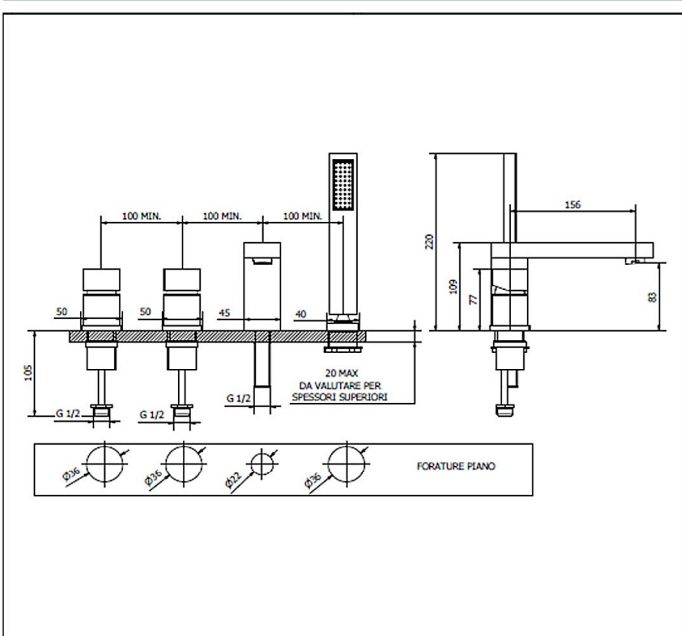 100 MIN.
100 MIN.
100 MIN.
156
220
109
77
83
50
50
45
40
105
20 MAX
DA VALUTARE PER
SPESSORI SUPERIORI
G 1/2
G 1/2
G 1/2
Ø36
Ø36
Ø22
Ø36
FORATURE PIANO